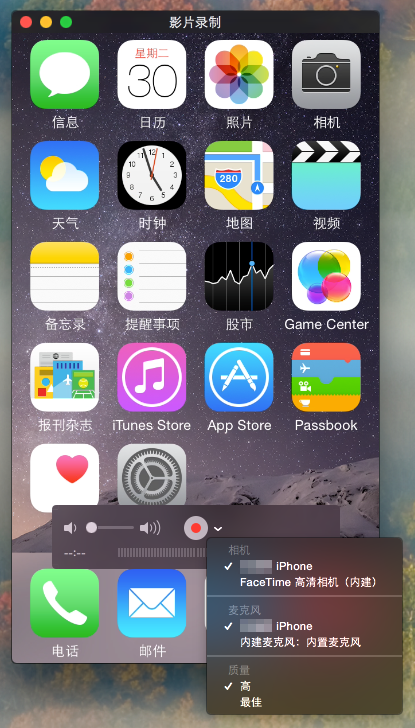 影片录制
星期二
30
信息
日历
照片
相机
12
280
天气
时钟
地图
视频
备忘录
提醒事项
股市
Game Center
报刊杂志
iTunes Store
App Store
Passbook
--:--
相机
✓ iPhone
FaceTime 高清相机（内建）
麦克风
✓ iPhone
内建麦克风：内置麦克风
质量
✓ 高
最佳
电话
邮件